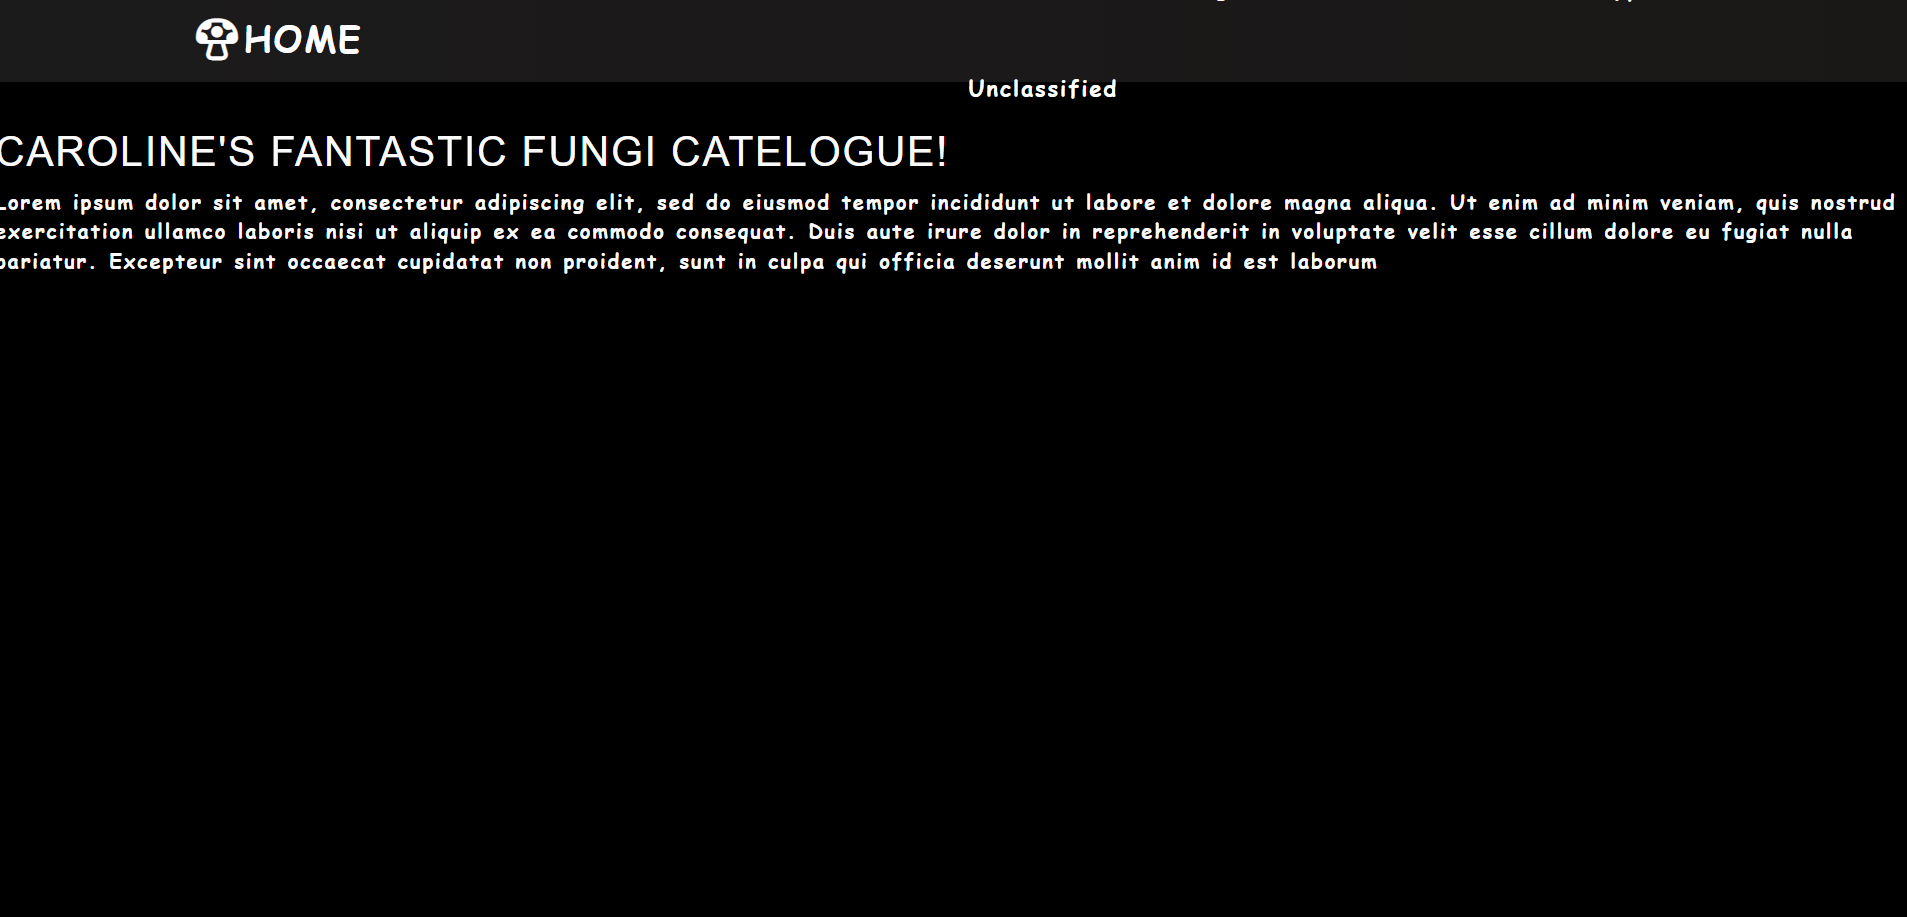 HOME
Unclassified
CAROLINE'S FANTASTIC FUNGI CATELOGUE!
Lorem ipsum dolor sit amet, consectetur adipiscing elit, sed do eiusmod tempor incididunt ut labore et dolore magna aliqua. Ut enim ad minim veniam, quis nostrud
exercitation ullamco laboris nisi ut aliquip ex ea commodo consequat. Duis aute irure dolor in reprehenderit in voluptate velit esse cillum dolore eu fugiat nulla
pariatur. Excepteur sint occaecat cupidatat non proident, sunt in culpa qui officia deserunt mollit anim id est laborum